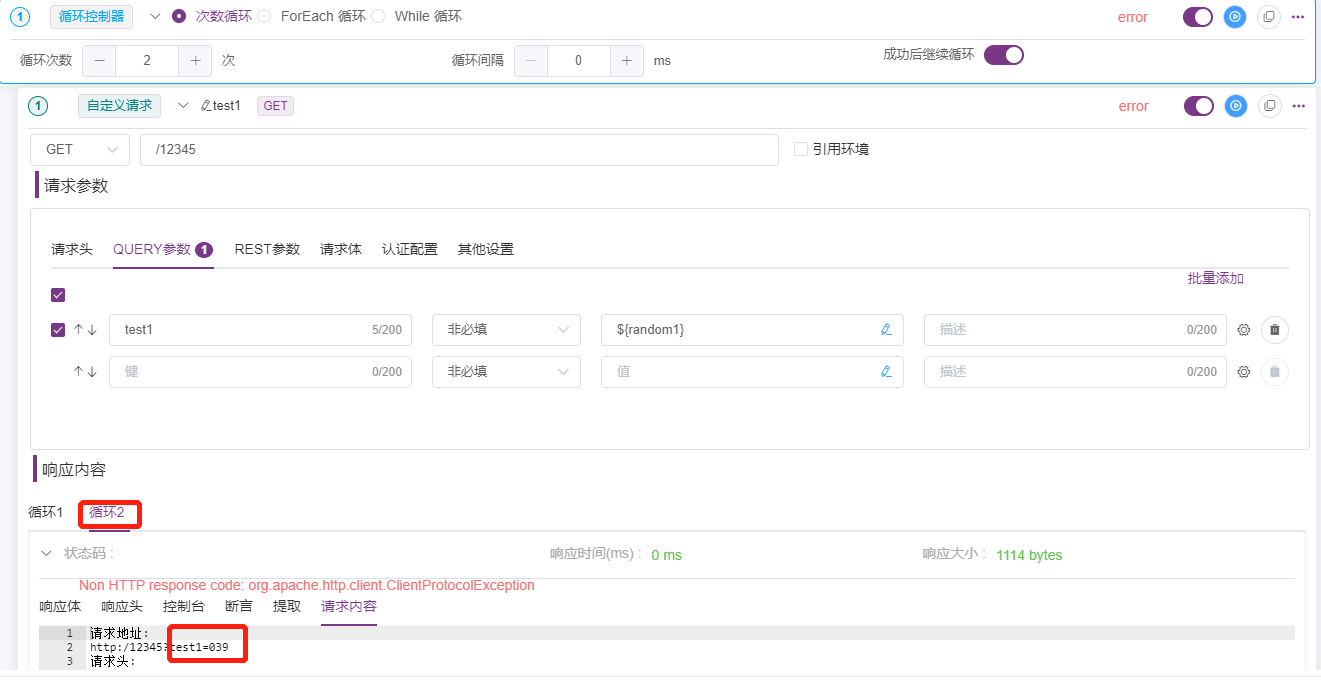 1 循环控制器 次数循环 ForEach 循环 While 循环 error
循环次数 2 次 循环间隔 0 ms 成功后继续循环
1 自定义请求 test1 GET error
GET /12345 引用环境
请求参数
请求头 QUERY参数 1 REST参数 请求体 认证配置 其他设置
批量添加
test1 5/200 非必填 ${random1} 描述 0/200
键 0/200 非必填 值 描述 0/200
响应内容
循环1 循环2
状态码 : 响应时间(ms) : 0 ms 响应大小 : 1114 bytes
Non HTTP response code: org.apache.http.client.ClientProtocolException
响应体 响应头 控制台 断言 提取 请求内容
1 请求地址:
2 http:/12345?test1=039
3 请求头: